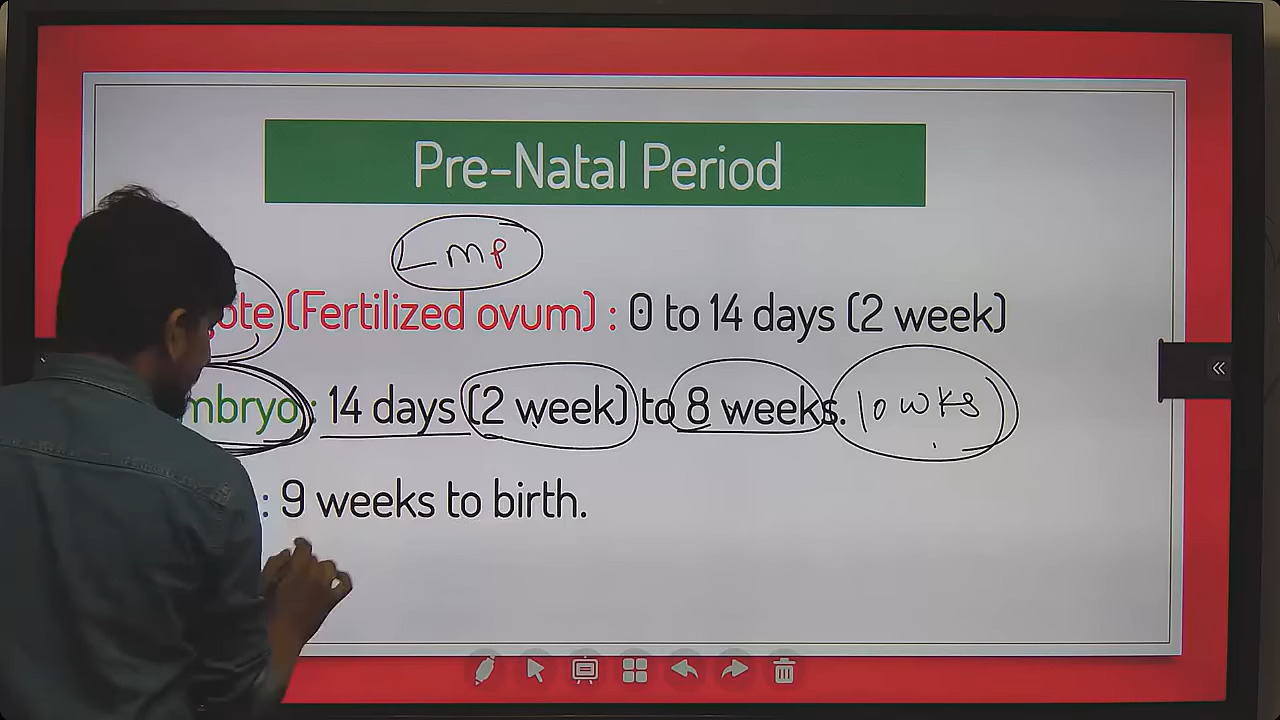 Pre-Natal Period
LMP
ote (Fertilized ovum) : 0 to 14 days (2 week)
mbryo : 14 days (2 week) to 8 weeks. 10 wks
: 9 weeks to birth.